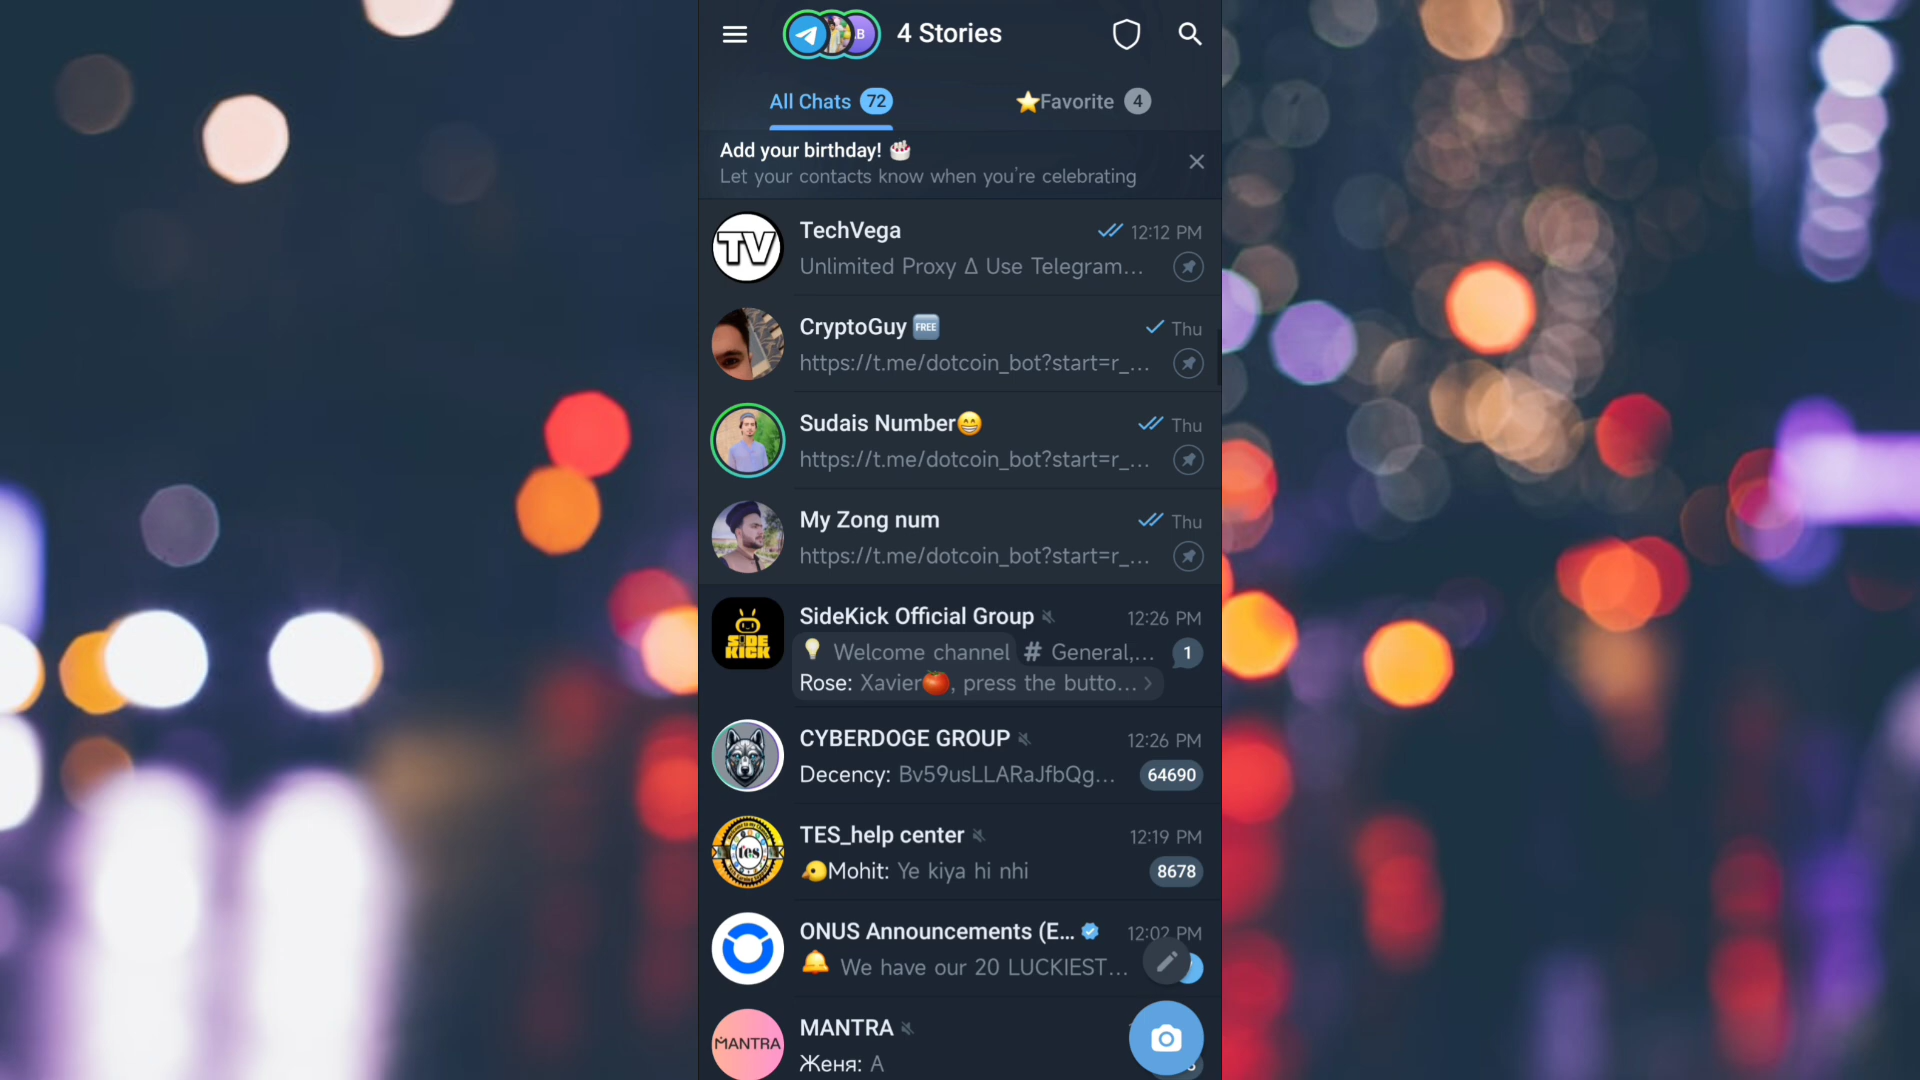 4 Stories
All Chats 72
⭐Favorite 4
Add your birthday! 🎂
Let your contacts know when you're celebrating
TV
TechVega 12:12 PM
Unlimited Proxy Δ Use Telegram...
CryptoGuy 🆓 Thu
https://t.me/dotcoin_bot?start=r_...
Sudais Number😁 Thu
https://t.me/dotcoin_bot?start=r_...
My Zong num Thu
https://t.me/dotcoin_bot?start=r_...
SIDE
KICK
SideKick Official Group 12:26 PM
💡 Welcome channel # General,... 1
Rose: Xavier🍅, press the butto...
CYBERDOGE GROUP 12:26 PM
Decency: Bv59usLLARaJfbQg... 64690
tes
TES_help center 12:19 PM
🐤Mohit: Ye kiya hi nhi 8678
ONUS Announcements (E... 12:02 PM
🔔 We have our 20 LUCKIEST...
MANTRA
MANTRA
Женя: A